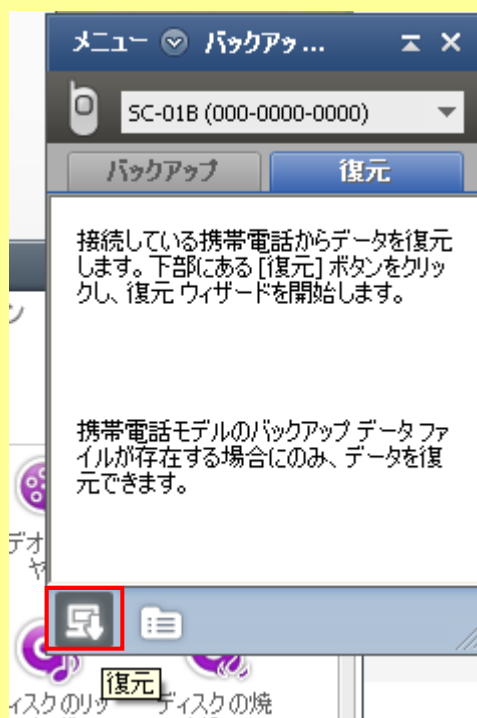 メニュー バックアッ...
SC-01B (000-0000-0000)
バックアップ 復元
接続している携帯電話からデータを復元
します。下部にある [復元] ボタンをクリッ
クし、復元 ウィザードを開始します。
ン
携帯電話モデルのバックアップ データ ファ
イルが存在する場合にのみ、データを復
元できます。
デオ
ヤ
復元
ィスクのリッ
ディスクの焼